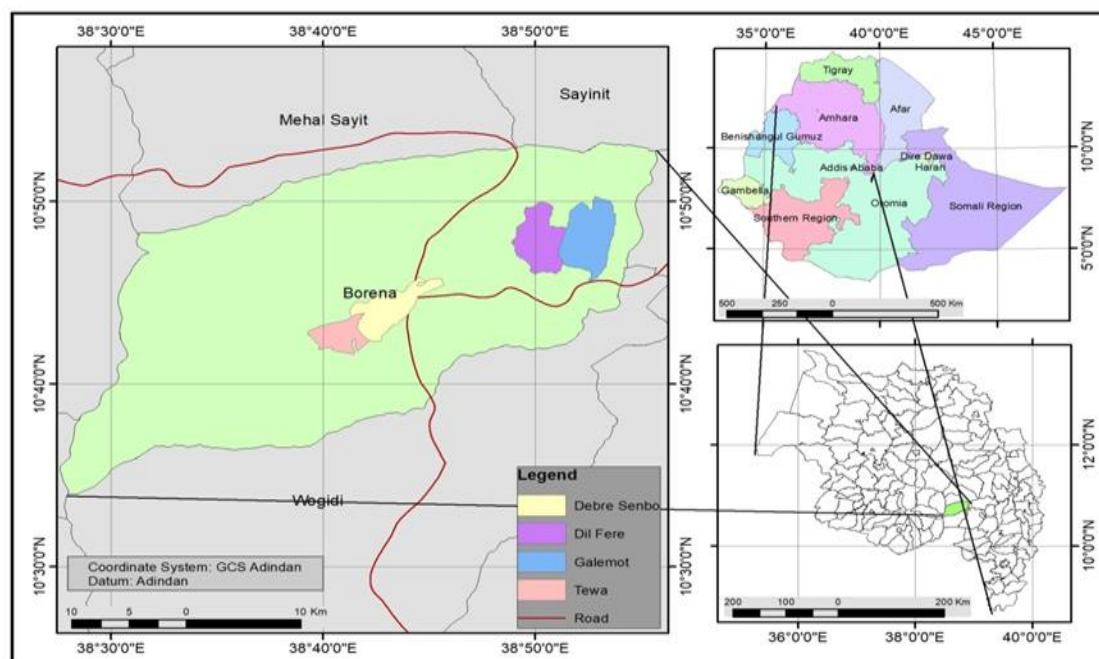 38°30'0"E
38°40'0"E
38°50'0"E
Sayinit
Mehal Sayit
10°50'0"N
10°50'0"N
Borena
10°40'0"N
10°40'0"N
Wogidi
10°30'0"N
10°30'0"N
Coordinate System: GCS Adindan
Datum: Adindan
10 5 0 10 Km
38°30'0"E
38°40'0"E
38°50'0"E
Legend
Debre Senbo
Dil Fere
Galemot
Tewa
Road
35°0'0"E
40°0'0"E
45°0'0"E
Tigray
Afar
Amhara
Benishangul Gumuz
Dire Dawa
Harari
Addis Ababa
Gambella
Oromia
Somali Region
Southern Region
10°0'0"N
5°0'0"N
500 250 0 500 Km
12°0'0"N
10°0'0"N
200 100 0 200 Km
36°0'0"E
38°0'0"E
40°0'0"E